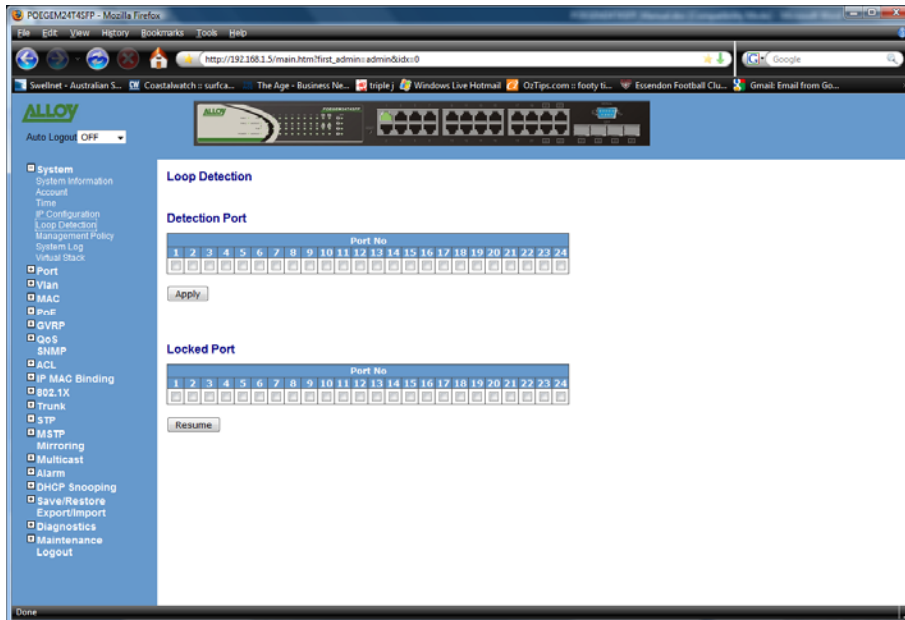 POEGEM24T4SFP - Mozilla Firefox
File Edit View History Bookmarks Tools Help
http://192.168.1.5/main.htm?first_admin=admin&idx=0
Google
Swellnet - Australian S... Coastalwatch :: surfca... The Age - Business Ne... triple j Windows Live Hotmail OzTips.com :: footy ti... Essendon Football Clu... Gmail: Email from Goo...
ALLOY
Auto Logout OFF
ALLOY
System
System Information
Account
Time
IP Configuration
Loop Detection
Management Policy
System Log
Virtual Stack
Port
Vlan
MAC
PoE
GVRP
QoS
SNMP
ACL
IP MAC Binding
802.1X
Trunk
STP
MSTP
Mirroring
Multicast
Alarm
DHCP Snooping
Save/Restore
Export/Import
Diagnostics
Maintenance
Logout
Loop Detection
Detection Port
Port No
1 2 3 4 5 6 7 8 9 10 11 12 13 14 15 16 17 18 19 20 21 22 23 24
Apply
Locked Port
Port No
1 2 3 4 5 6 7 8 9 10 11 12 13 14 15 16 17 18 19 20 21 22 23 24
Resume
Done